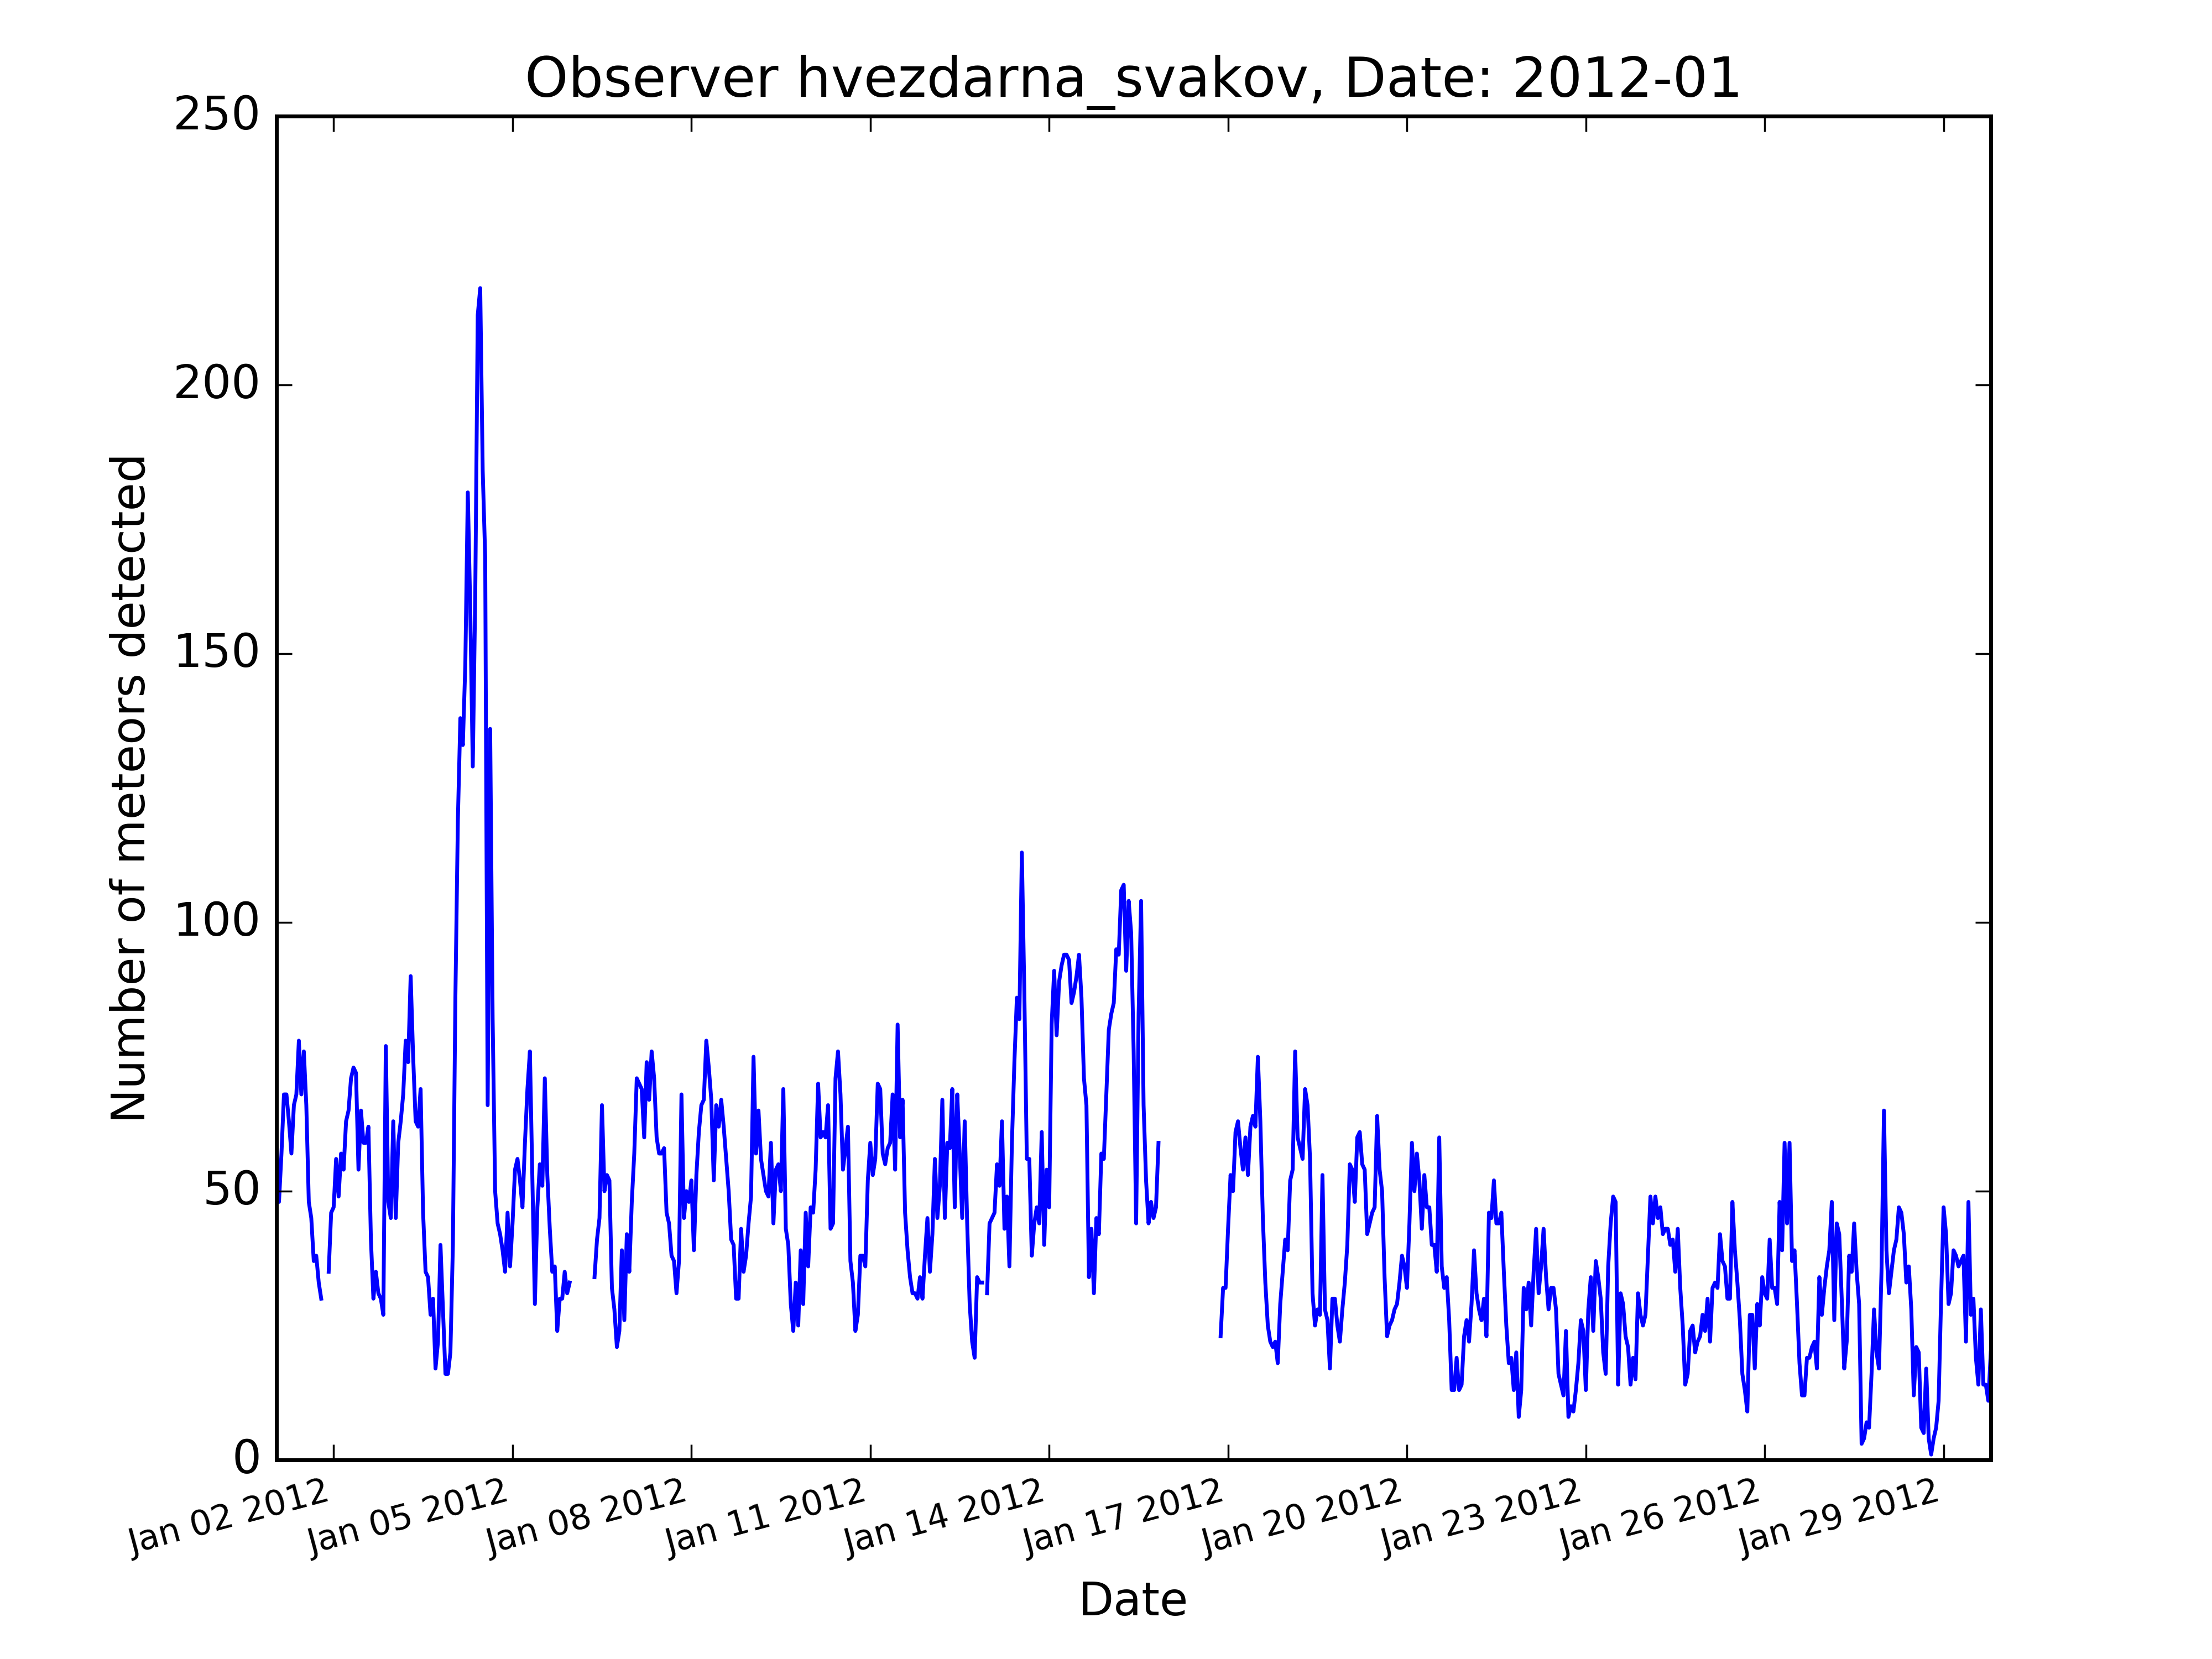 Observer hvezdarna_svakov, Date: 2012-01
250
200
150
100
50
0
Number of meteors detected
Jan 02 2012
Jan 05 2012
Jan 08 2012
Jan 11 2012
Jan 14 2012
Jan 17 2012
Jan 20 2012
Jan 23 2012
Jan 26 2012
Jan 29 2012
Date